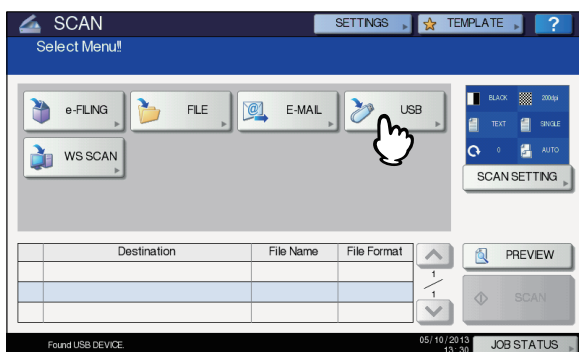 SCAN
SETTINGS
TEMPLATE
?
Select Menu!!
e-FILING
FILE
E-MAIL
USB
WS SCAN
BLACK
200dpi
TEXT
SINGLE
0
AUTO
SCAN SETTING
Destination File Name File Format
1
1
PREVIEW
SCAN
Found USB DEVICE.
05/10/2013
13:30
JOB STATUS